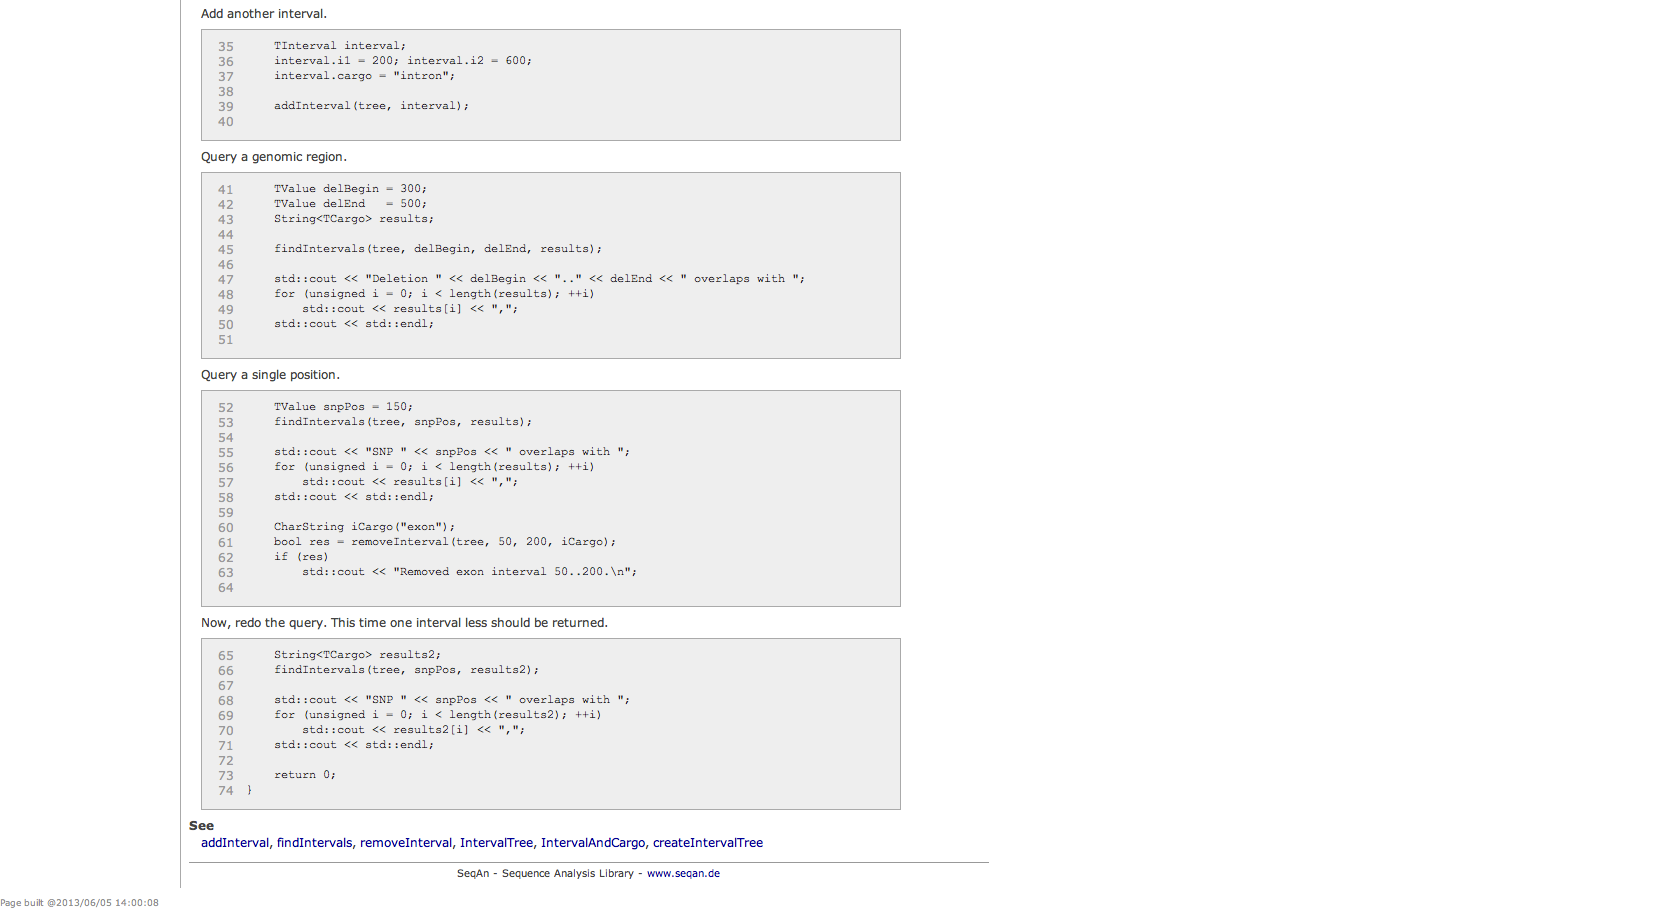 Add another interval.
35 TInterval interval;
36 interval.i1 = 200; interval.i2 = 600;
37 interval.cargo = "intron";
38
39 addInterval(tree, interval);
40
Query a genomic region.
41 TValue delBegin = 300;
42 TValue delEnd   = 500;
43 String<TCargo> results;
44
45 findIntervals(tree, delBegin, delEnd, results);
46
47 std::cout << "Deletion " << delBegin << ".." << delEnd << " overlaps with ";
48 for (unsigned i = 0; i < length(results); ++i)
49     std::cout << results[i] << ",";
50 std::cout << std::endl;
51
Query a single position.
52 TValue snpPos = 150;
53 findIntervals(tree, snpPos, results);
54
55 std::cout << "SNP " << snpPos << " overlaps with ";
56 for (unsigned i = 0; i < length(results); ++i)
57     std::cout << results[i] << ",";
58 std::cout << std::endl;
59
60 CharString iCargo("exon");
61 bool res = removeInterval(tree, 50, 200, iCargo);
62 if (res)
63     std::cout << "Removed exon interval 50..200.\n";
64
Now, redo the query. This time one interval less should be returned.
65 String<TCargo> results2;
66 findIntervals(tree, snpPos, results2);
67
68 std::cout << "SNP " << snpPos << " overlaps with ";
69 for (unsigned i = 0; i < length(results2); ++i)
70     std::cout << results2[i] << ",";
71 std::cout << std::endl;
72
73 return 0;
74 }
See
addInterval, findIntervals, removeInterval, IntervalTree, IntervalAndCargo, createIntervalTree
SeqAn - Sequence Analysis Library - www.seqan.de
Page built @2013/06/05 14:00:08